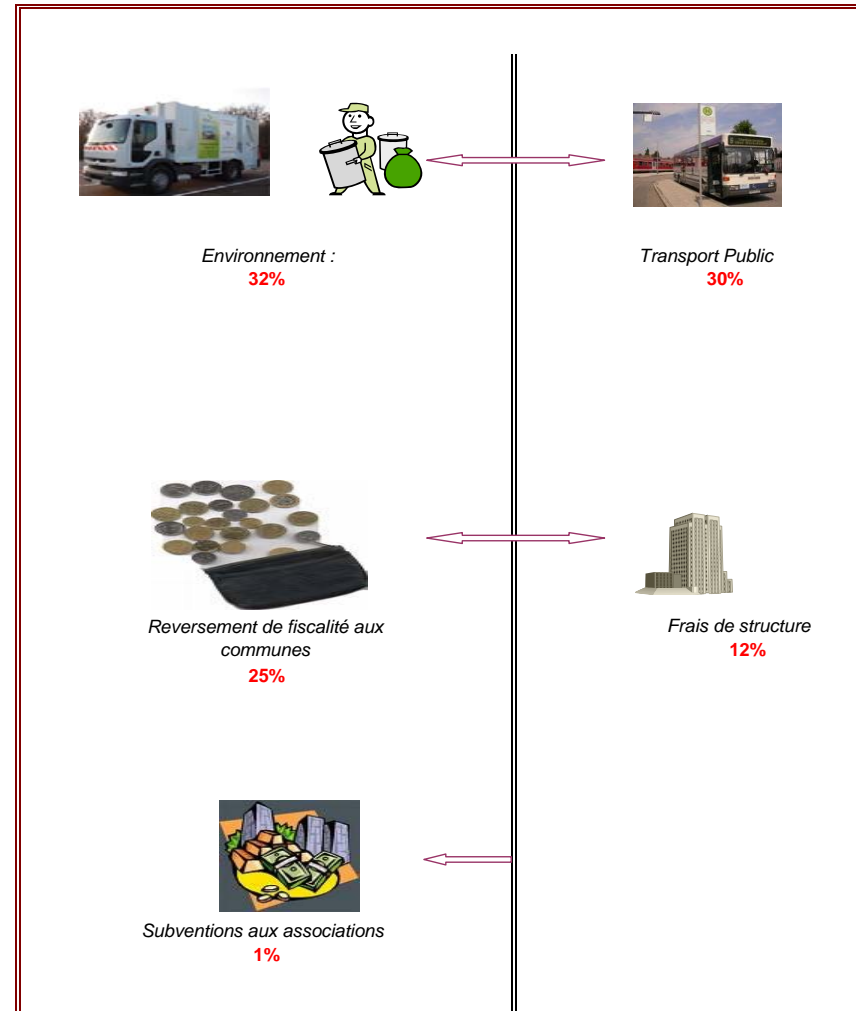 Environnement :
32%
Transport Public
30%
Reversement de fiscalité aux
communes
25%
Frais de structure
12%
Subventions aux associations
1%